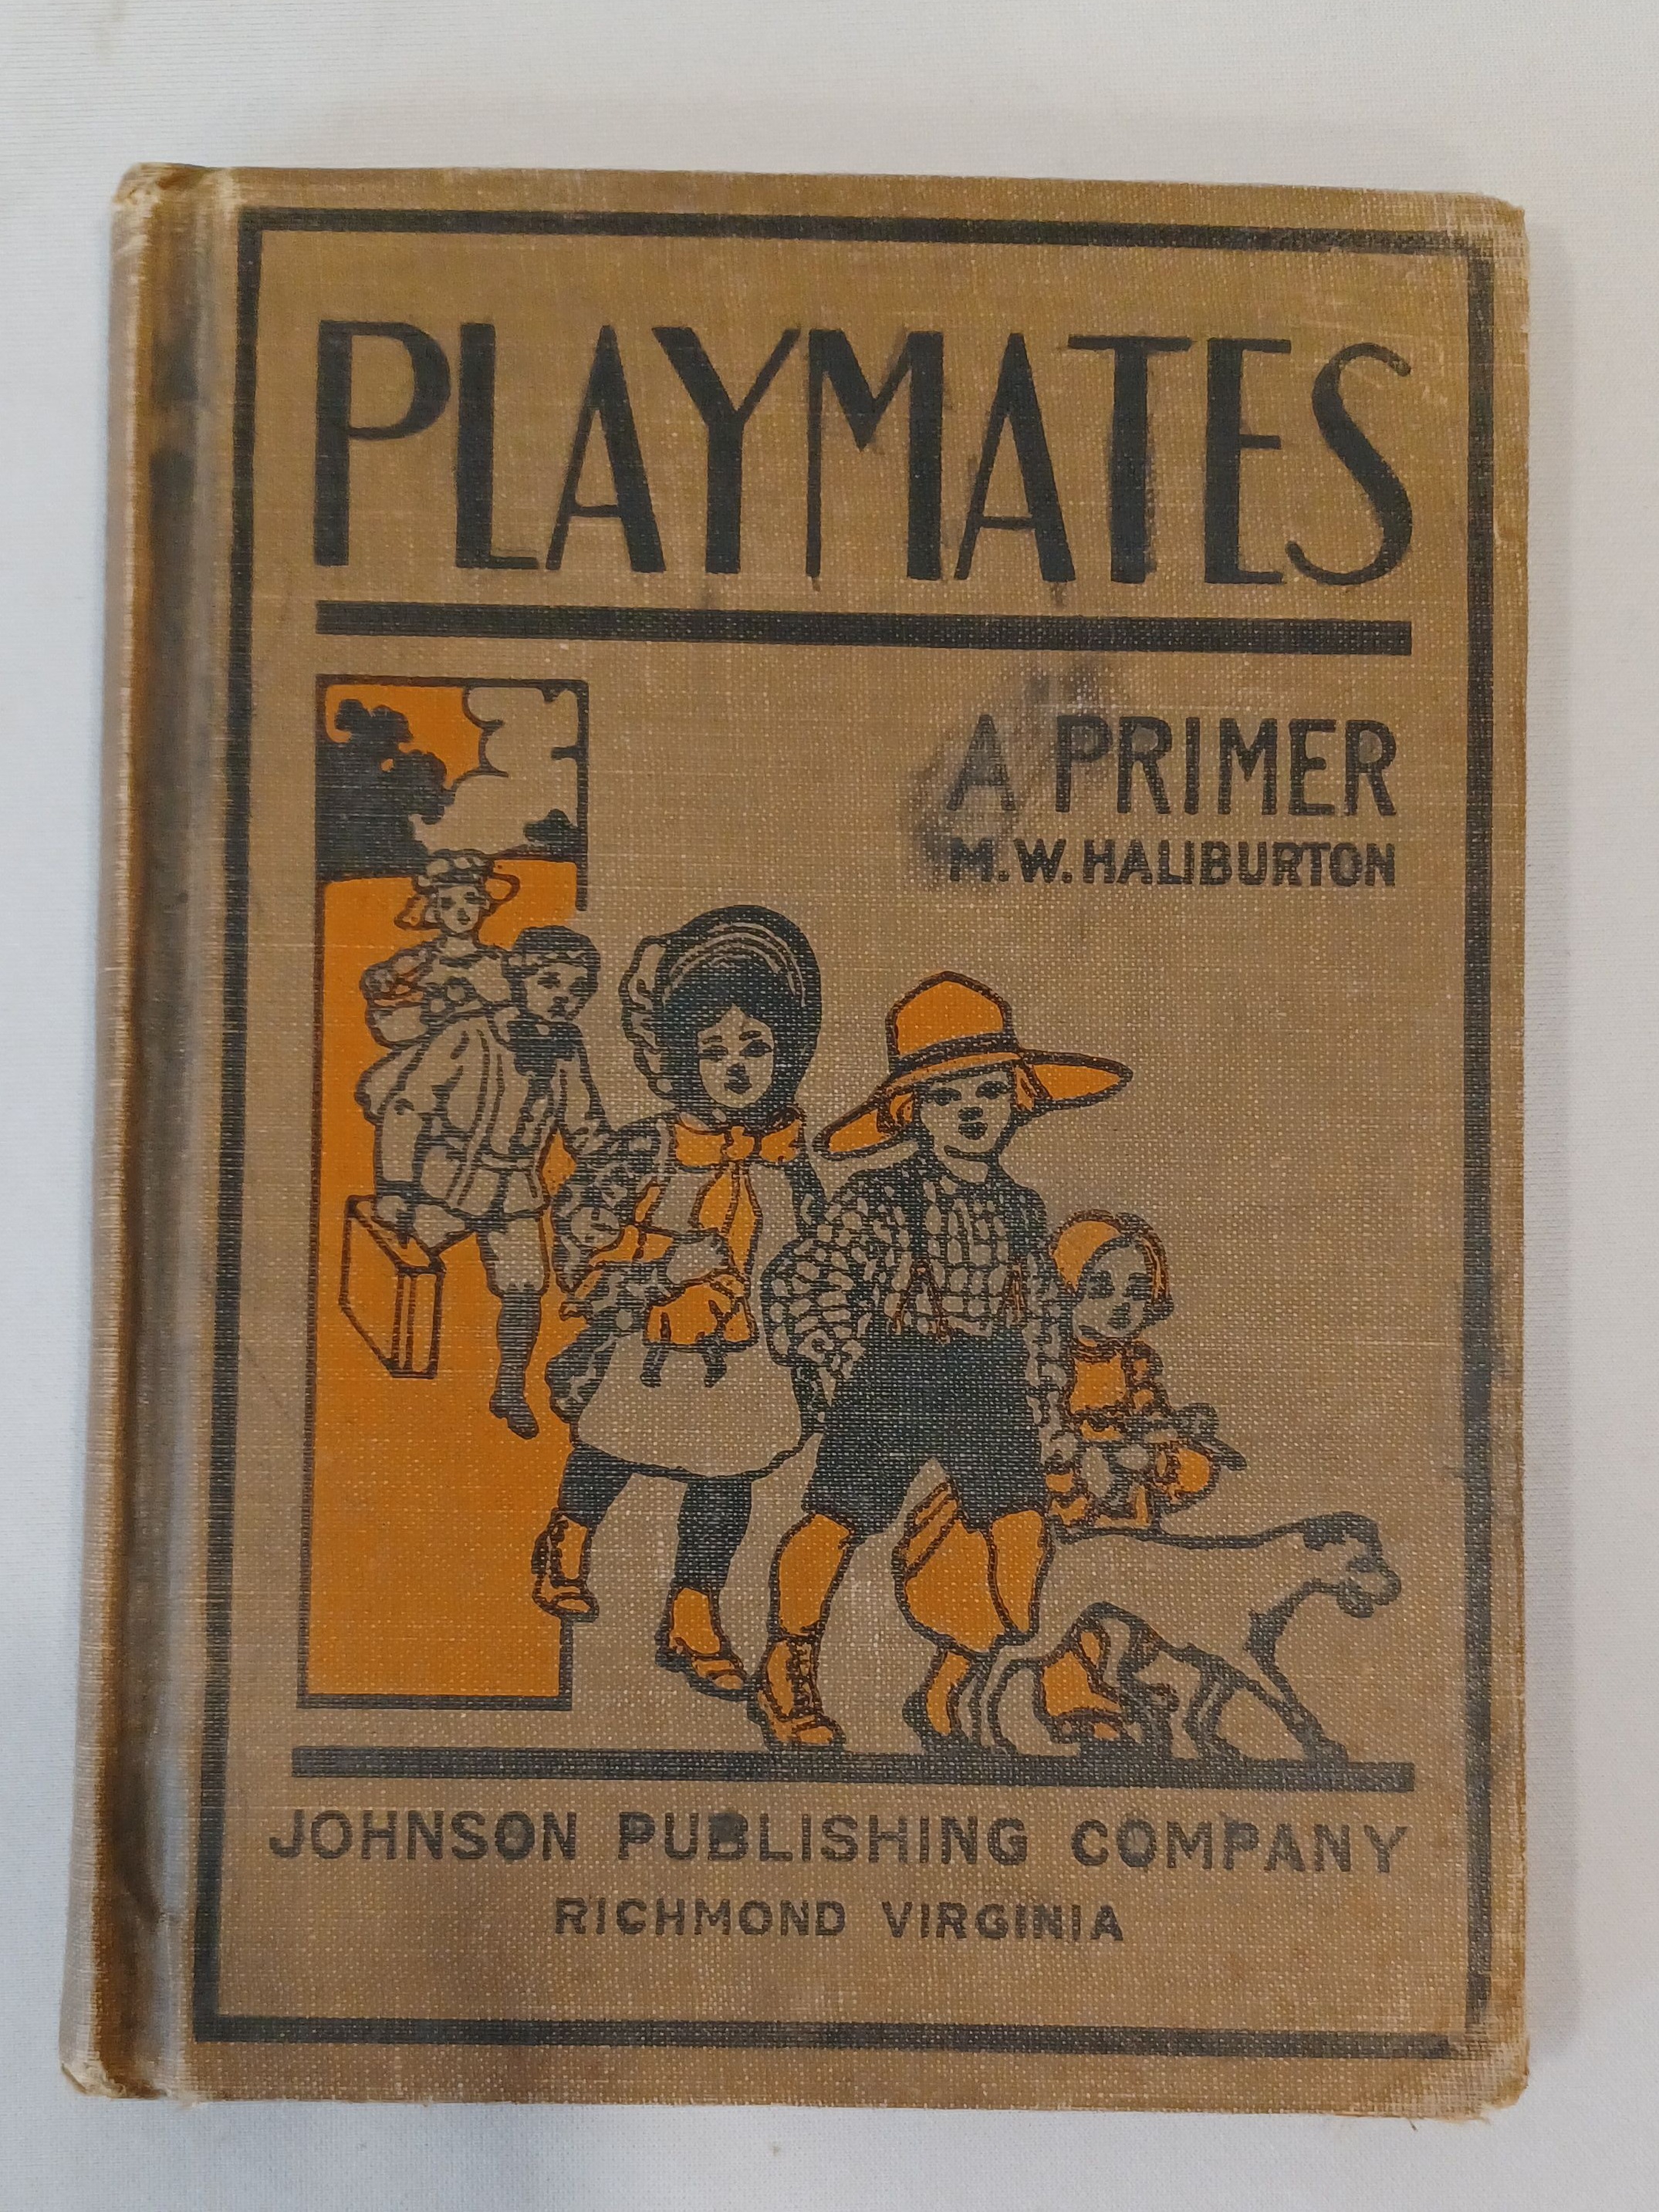 PLAYMATES
A PRIMER
M.W. HALIBURTON
JOHNSON PUBLISHING COMPANY
RICHMOND VIRGINIA